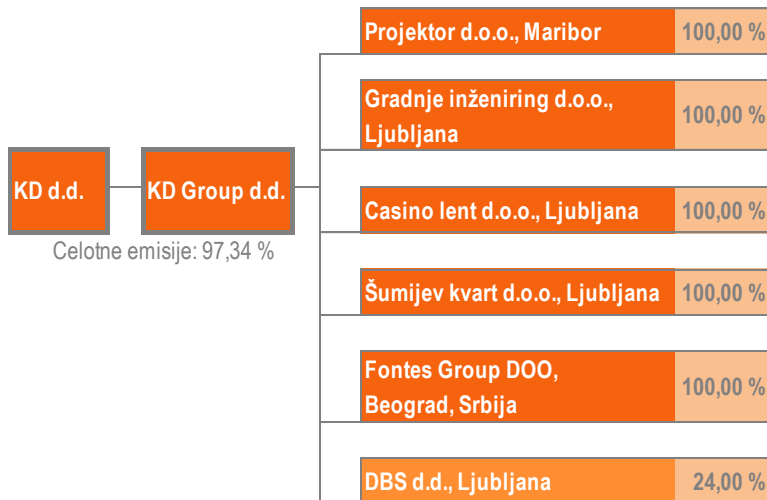 KD d.d.
KD Group d.d.
Celotne emisije: 97,34 %
Projektor d.o.o., Maribor 100,00 %
Gradnje inženiring d.o.o.,
Ljubljana 100,00 %
Casino lent d.o.o., Ljubljana 100,00 %
Šumijev kvart d.o.o., Ljubljana 100,00 %
Fontes Group DOO,
Beograd, Srbija 100,00 %
DBS d.d., Ljubljana 24,00 %